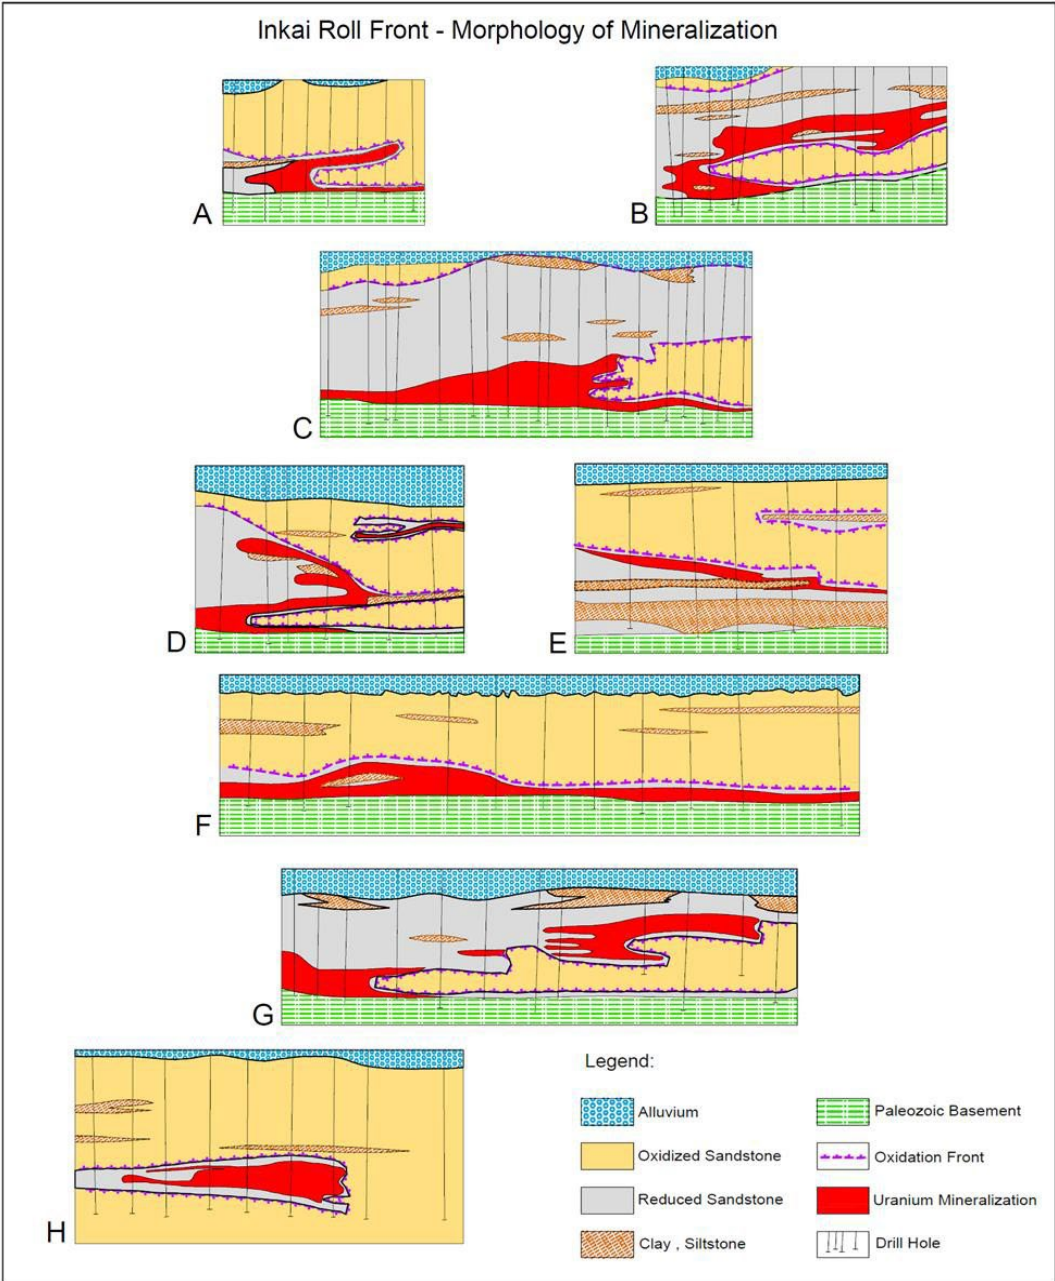 Inkai Roll Front - Morphology of Mineralization
A
B
C
D
E
F
G
H
Legend:
Alluvium
Paleozoic Basement
Oxidized Sandstone
Oxidation Front
Reduced Sandstone
Uranium Mineralization
Clay , Siltstone
Drill Hole